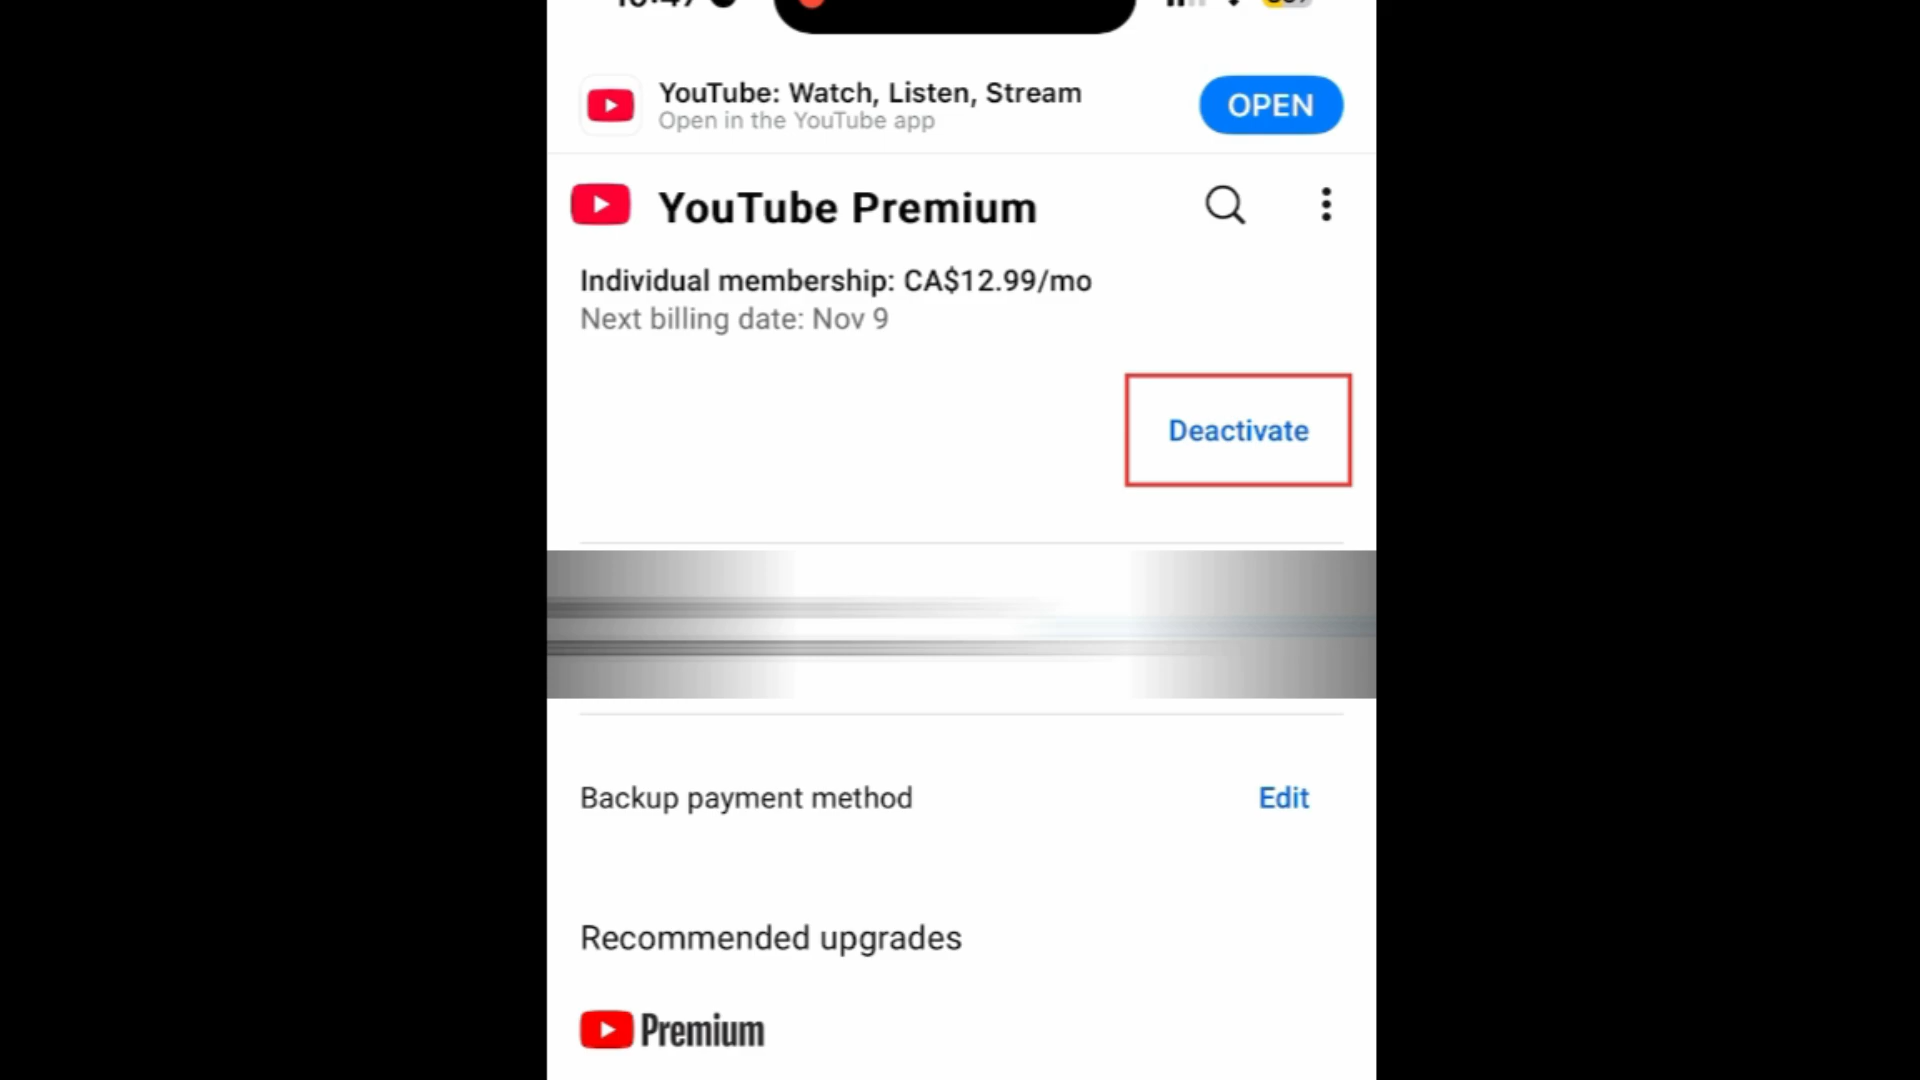 YouTube: Watch, Listen, Stream
Open in the YouTube app
OPEN
YouTube Premium
Individual membership: CA$12.99/mo
Next billing date: Nov 9
Deactivate
Backup payment method
Edit
Recommended upgrades
Premium